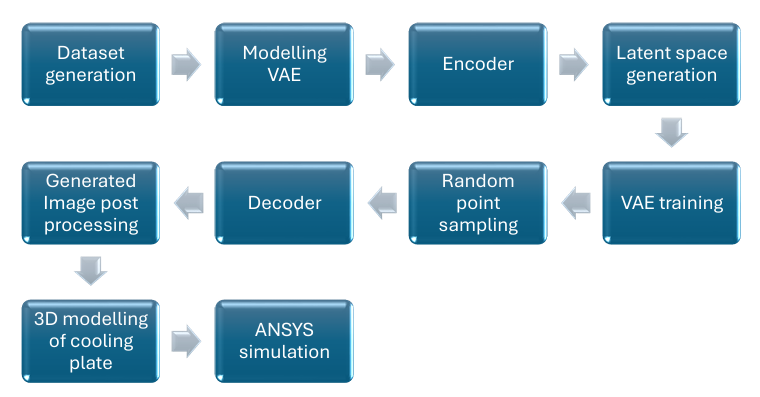 Dataset
generation
Modelling
VAE
Encoder
Latent space
generation
VAE training
Random
point
sampling
Decoder
Generated
Image post
processing
3D modelling
of cooling
plate
ANSYS
simulation